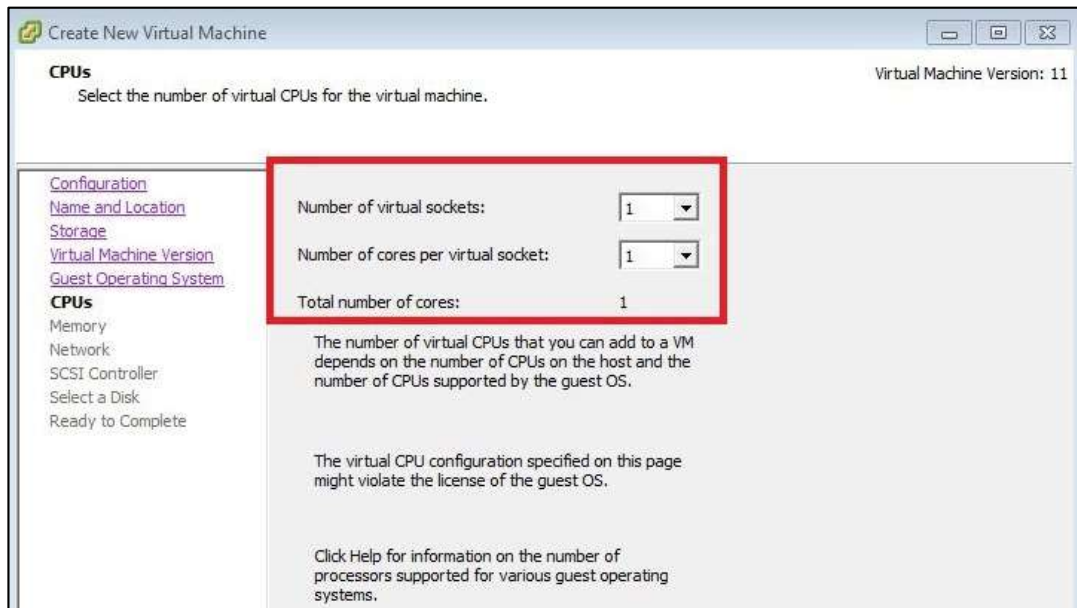 Create New Virtual Machine
CPUs
Virtual Machine Version: 11
Select the number of virtual CPUs for the virtual machine.
Configuration
Name and Location
Storage
Virtual Machine Version
Guest Operating System
CPUs
Memory
Network
SCSI Controller
Select a Disk
Ready to Complete
Number of virtual sockets: 1
Number of cores per virtual socket: 1
Total number of cores: 1
The number of virtual CPUs that you can add to a VM
depends on the number of CPUs on the host and the
number of CPUs supported by the guest OS.
The virtual CPU configuration specified on this page
might violate the license of the guest OS.
Click Help for information on the number of
processors supported for various guest operating
systems.